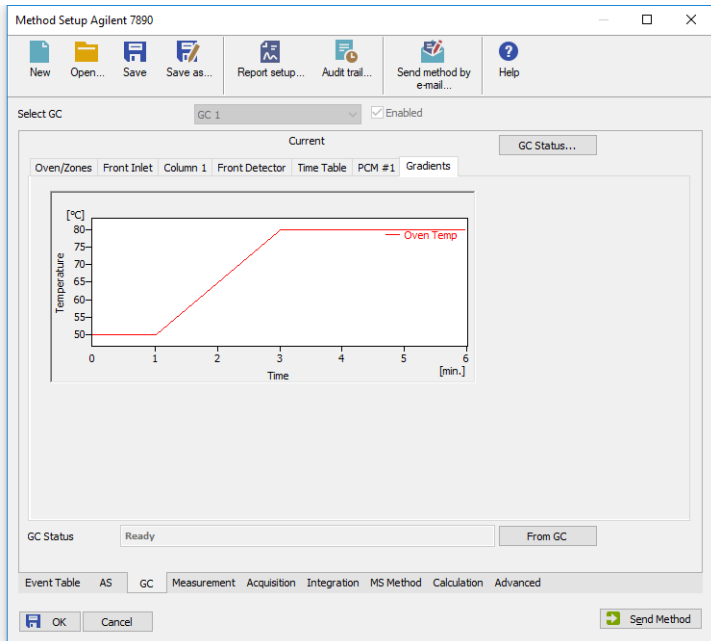 Method Setup Agilent 7890
New Open... Save Save as... Report setup... Audit trail... Send method by e-mail... Help
Select GC GC 1 Enabled
Current GC Status...
Oven/Zones Front Inlet Column 1 Front Detector Time Table PCM #1 Gradients
[°C]
80
75
70
65
60
55
50
Temperature
Oven Temp
0 1 2 3 4 5 6
Time [min.]
GC Status Ready From GC
Event Table AS GC Measurement Acquisition Integration MS Method Calculation Advanced
OK Cancel Send Method